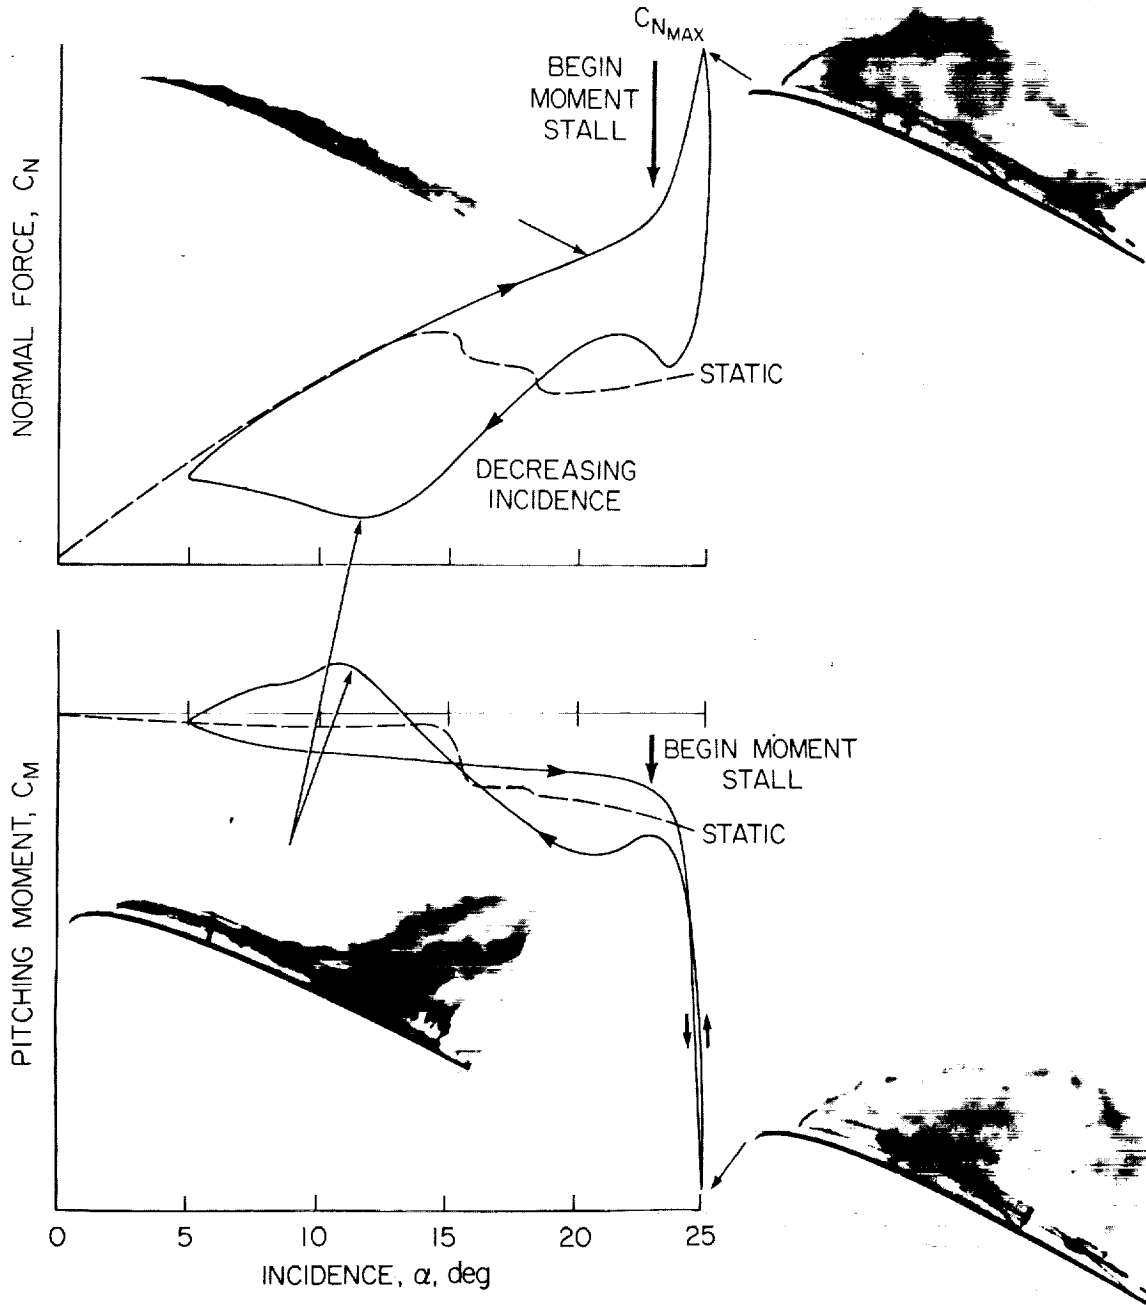 C_NMAX
BEGIN
MOMENT
STALL
NORMAL FORCE, C_N
STATIC
DECREASING
INCIDENCE
BEGIN MOMENT
STALL
STATIC
PITCHING MOMENT, C_M
0 5 10 15 20 25
INCIDENCE, α, deg